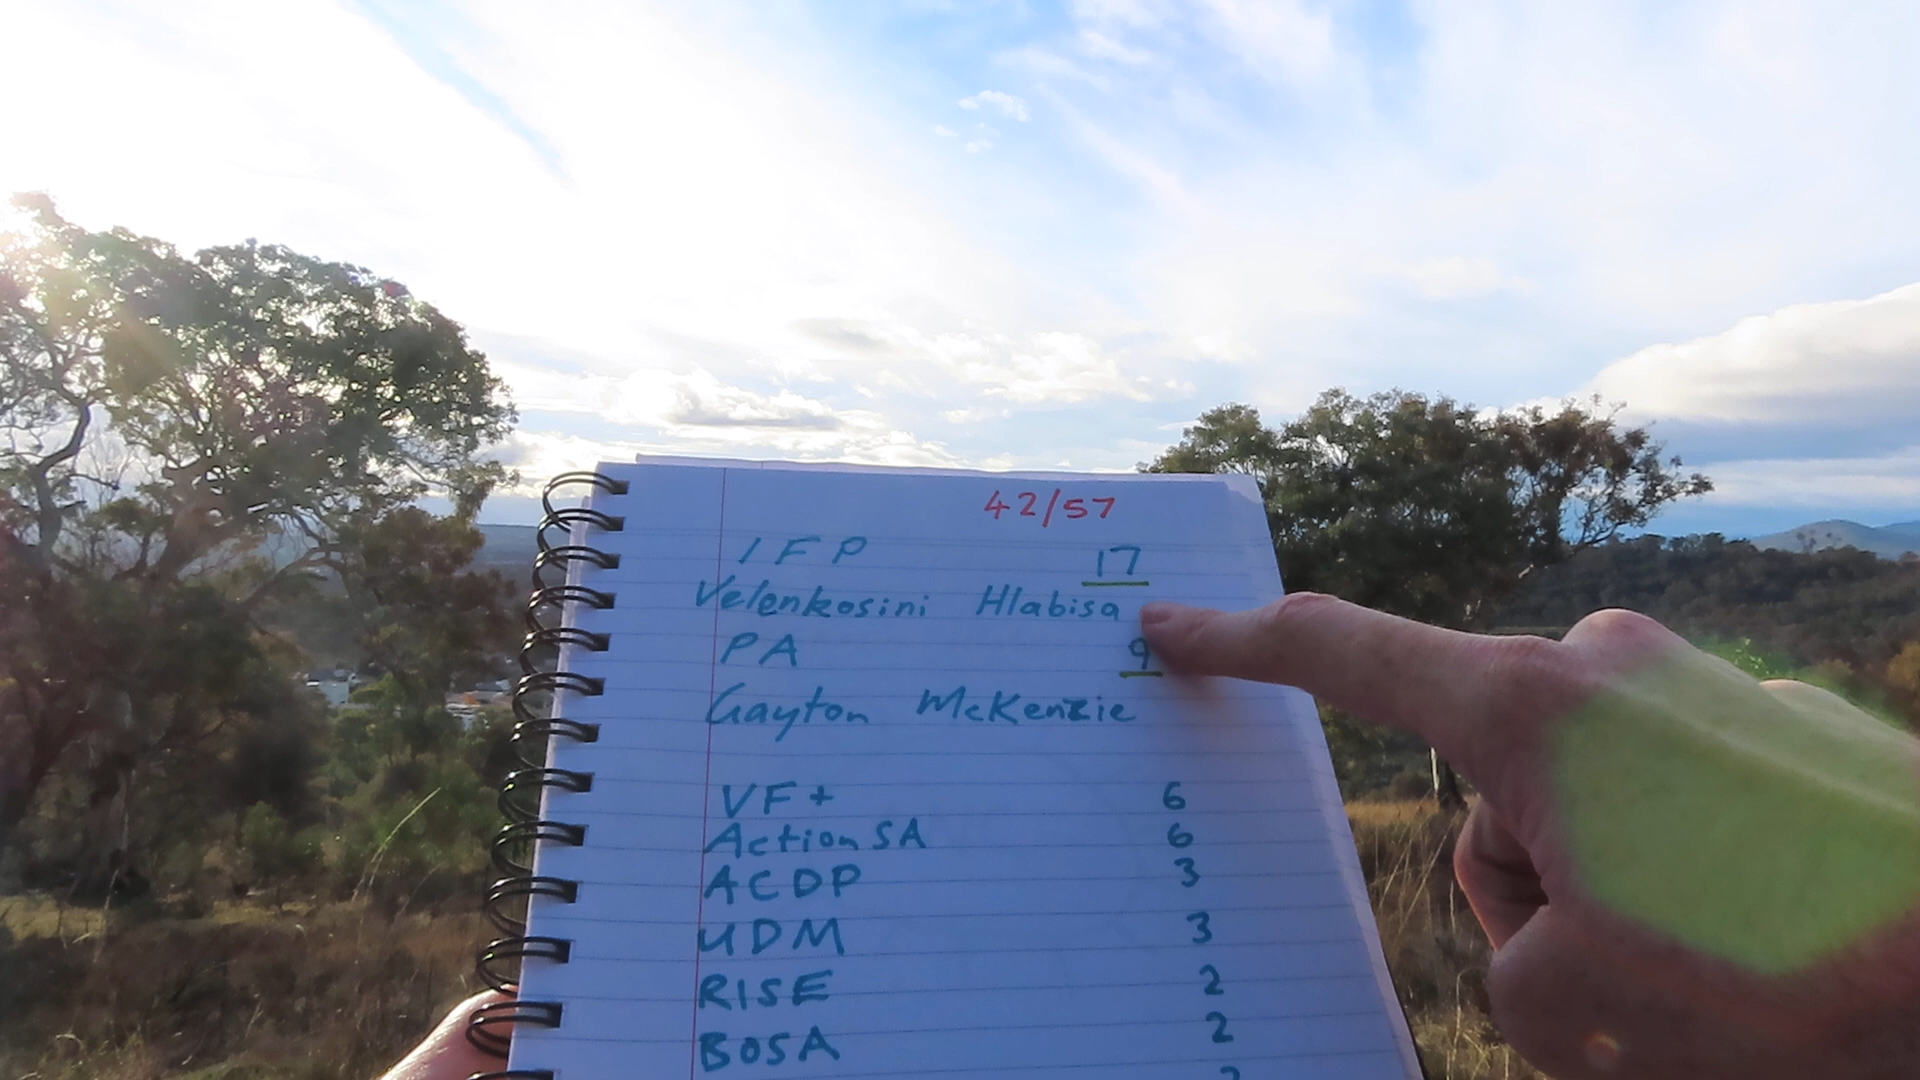 42/57
IFP 17
Velenkosini Hlabisa
PA 9
Gayton McKenzie
VF+ 6
ActionSA 6
ACDP 3
UDM 3
RISE 2
BOSA 2